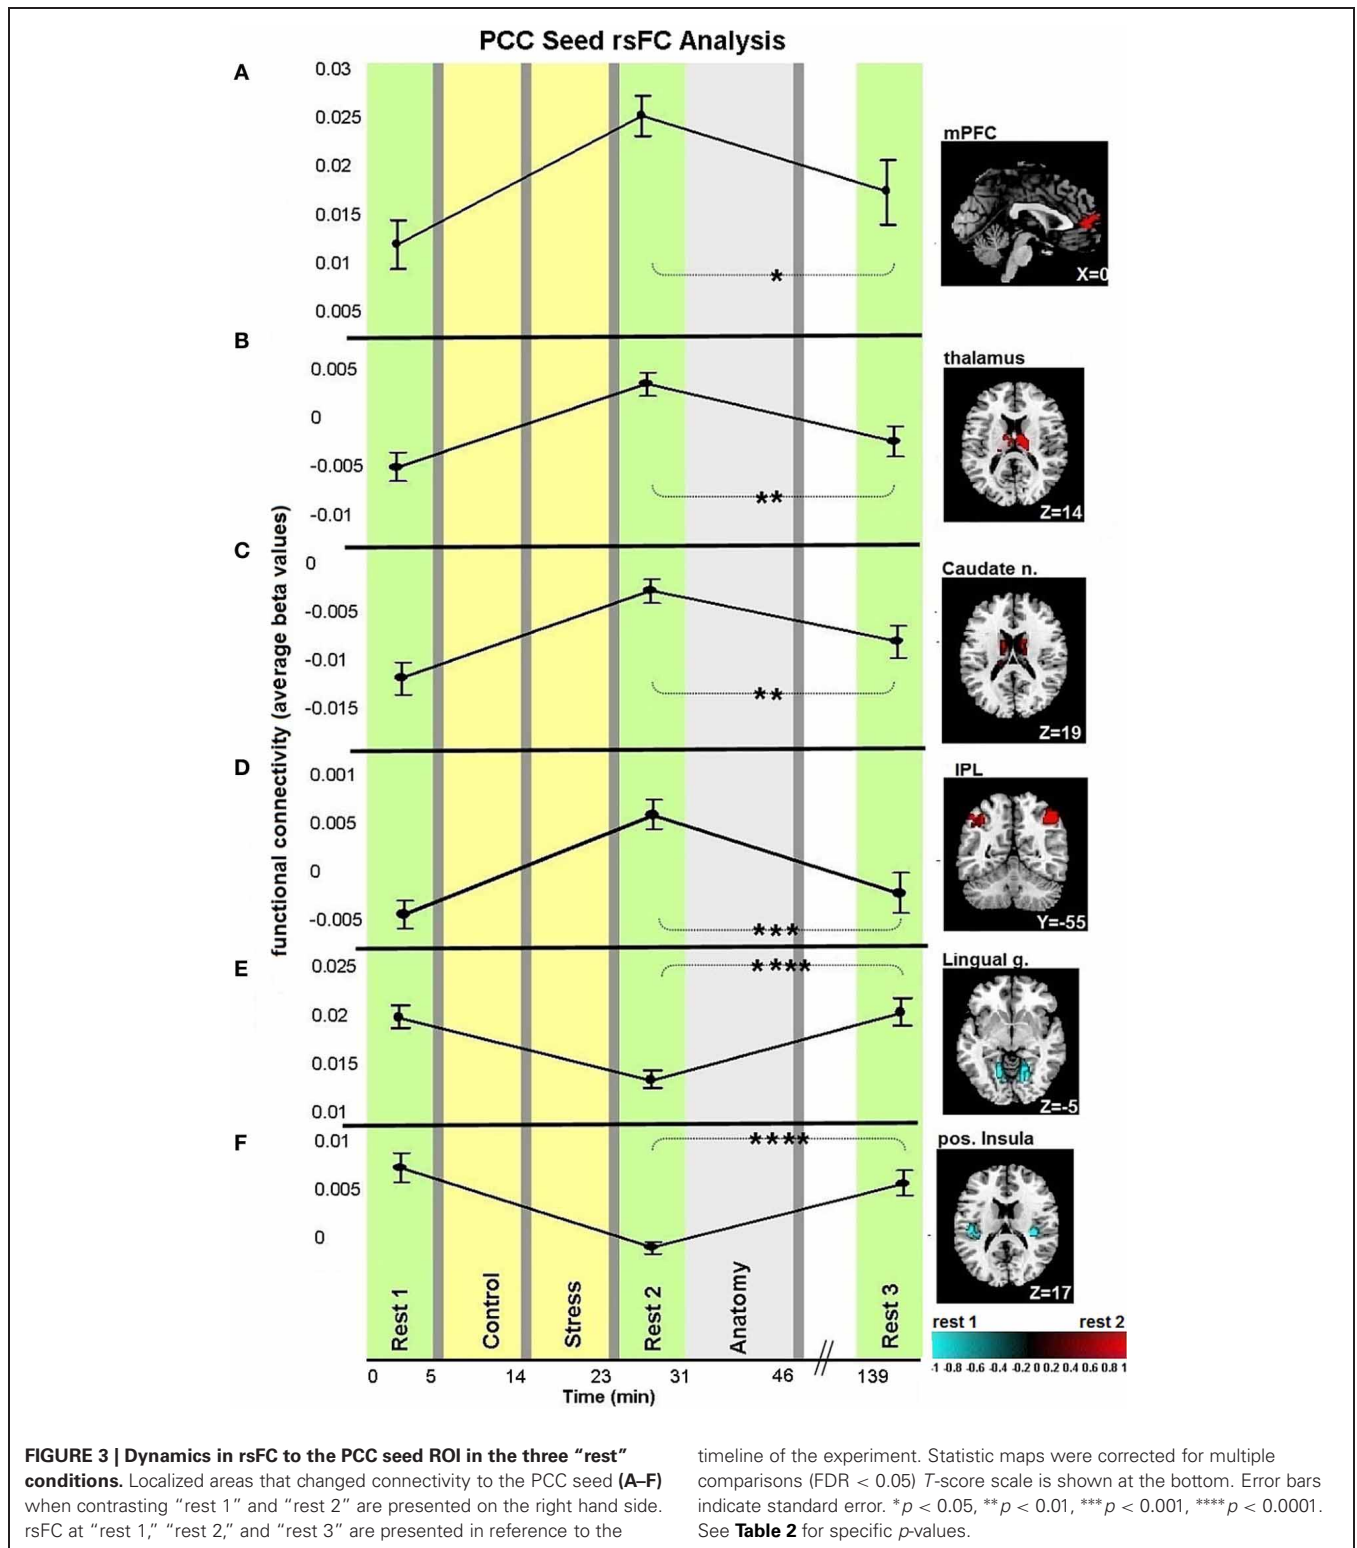 PCC Seed rsFC Analysis
A
0.03
0.025
0.02
0.015
0.01
0.005
*
mPFC
X=0
B
0.005
0
-0.005
-0.01
**
thalamus
Z=14
C
0
-0.005
-0.01
-0.015
**
Caudate n.
Z=19
D
0.001
0.005
0
-0.005
***
IPL
Y=-55
E
0.025
0.02
0.015
0.01
****
Lingual g.
Z=-5
F
0.01
0.005
0
****
pos. Insula
Z=17
functional connectivity (average beta values)
Rest 1
Control
Stress
Rest 2
Anatomy
Rest 3
0 5 14 23 31 46 // 139
Time (min)
rest 1 rest 2
-1 -0.8 -0.6 -0.4 -0.2 0 0.2 0.4 0.6 0.8 1
FIGURE 3 | Dynamics in rsFC to the PCC seed ROI in the three “rest”
conditions. Localized areas that changed connectivity to the PCC seed (A–F)
when contrasting “rest 1” and “rest 2” are presented on the right hand side.
rsFC at “rest 1,” “rest 2,” and “rest 3” are presented in reference to the
timeline of the experiment. Statistic maps were corrected for multiple
comparisons (FDR < 0.05) T-score scale is shown at the bottom. Error bars
indicate standard error. *p < 0.05, **p < 0.01, ***p < 0.001, ****p < 0.0001.
See Table 2 for specific p-values.